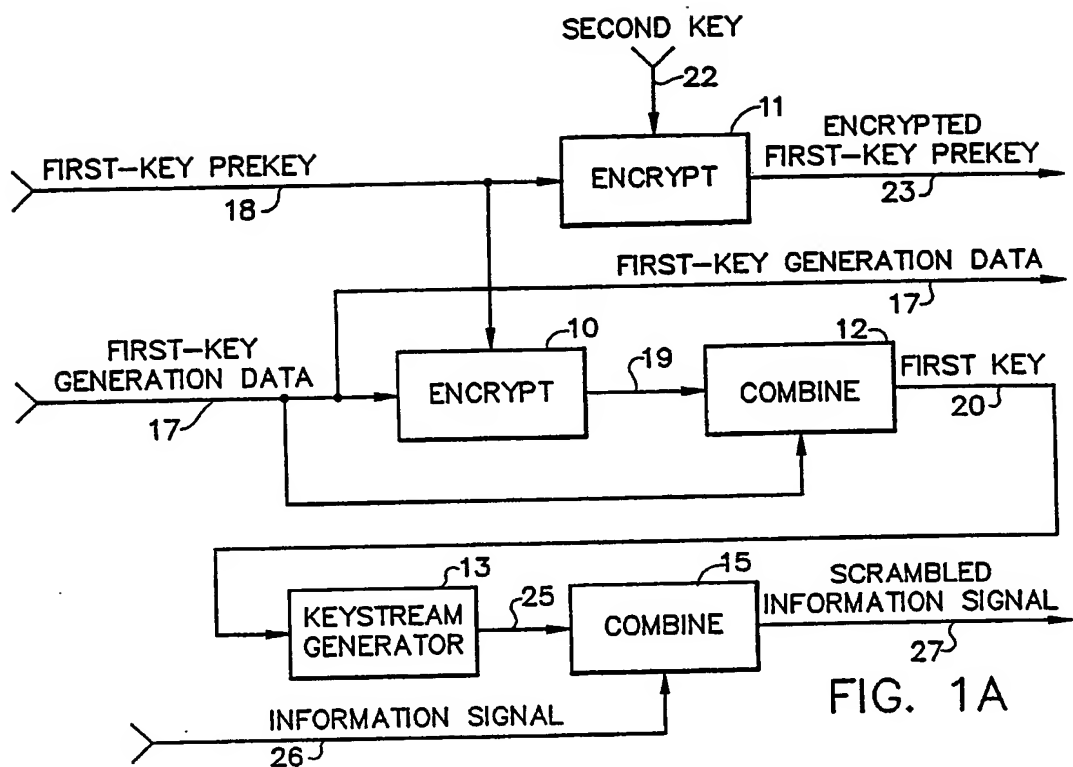 SECOND KEY
22
11
ENCRYPT
ENCRYPTED
FIRST-KEY PREKEY
23
FIRST-KEY PREKEY
18
FIRST-KEY GENERATION DATA
17
FIRST-KEY
GENERATION DATA
17
10
ENCRYPT
19
12
COMBINE
FIRST KEY
20
13
KEYSTREAM
GENERATOR
25
15
COMBINE
SCRAMBLED
INFORMATION SIGNAL
27
INFORMATION SIGNAL
26
FIG. 1A